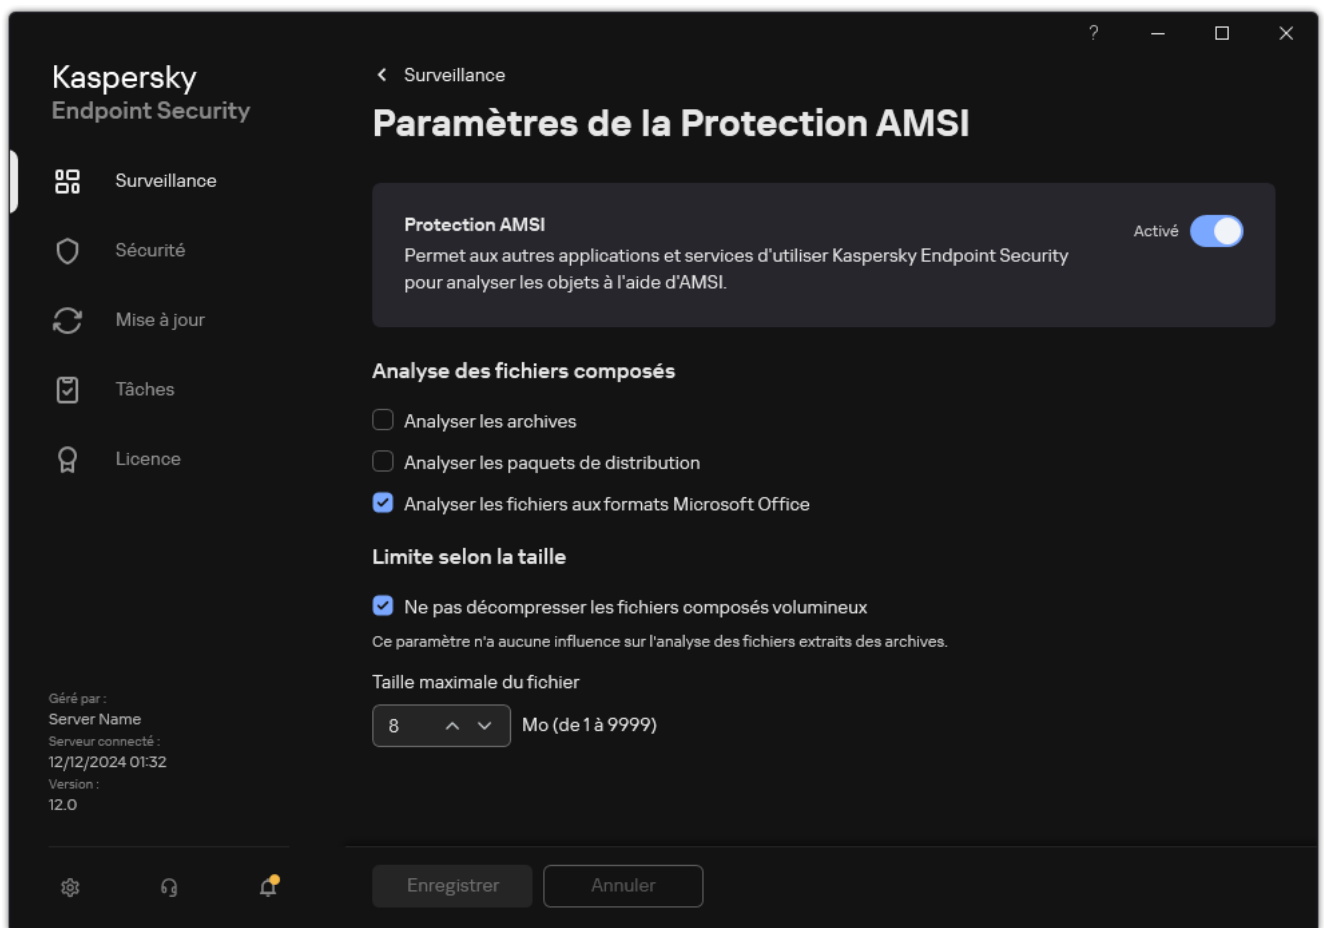 ?
Kaspersky
Endpoint Security
Surveillance
Sécurité
Mise à jour
Tâches
Licence
Géré par :
Server Name
Serveur connecté :
12/12/2024 01:32
Version :
12.0
Surveillance
Paramètres de la Protection AMSI
Protection AMSI
Activé
Permet aux autres applications et services d'utiliser Kaspersky Endpoint Security
pour analyser les objets à l'aide d'AMSI.
Analyse des fichiers composés
Analyser les archives
Analyser les paquets de distribution
Analyser les fichiers aux formats Microsoft Office
Limite selon la taille
Ne pas décompresser les fichiers composés volumineux
Ce paramètre n'a aucune influence sur l'analyse des fichiers extraits des archives.
Taille maximale du fichier
8 Mo (de 1 à 9999)
Enregistrer
Annuler